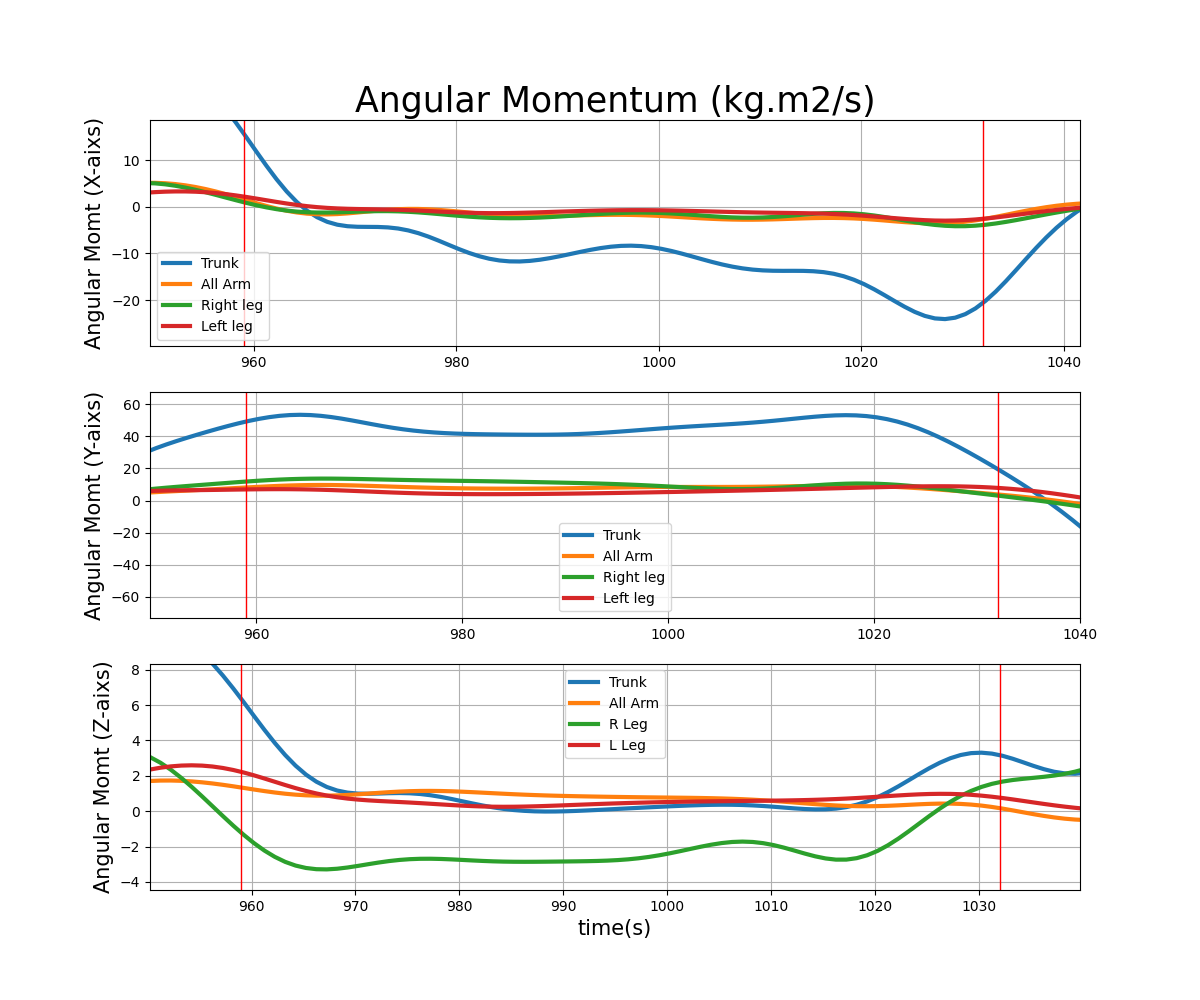 Angular Momentum (kg.m2/s)
Angular Momt (X-aixs)
10
0
−10
−20
Trunk
All Arm
Right leg
Left leg
960 980 1000 1020 1040
Angular Momt (Y-aixs)
60
40
20
0
−20
−40
−60
Trunk
All Arm
Right leg
Left leg
960 980 1000 1020 1040
Angular Momt (Z-aixs)
8
6
4
2
0
−2
−4
Trunk
All Arm
R Leg
L Leg
960 970 980 990 1000 1010 1020 1030
time(s)